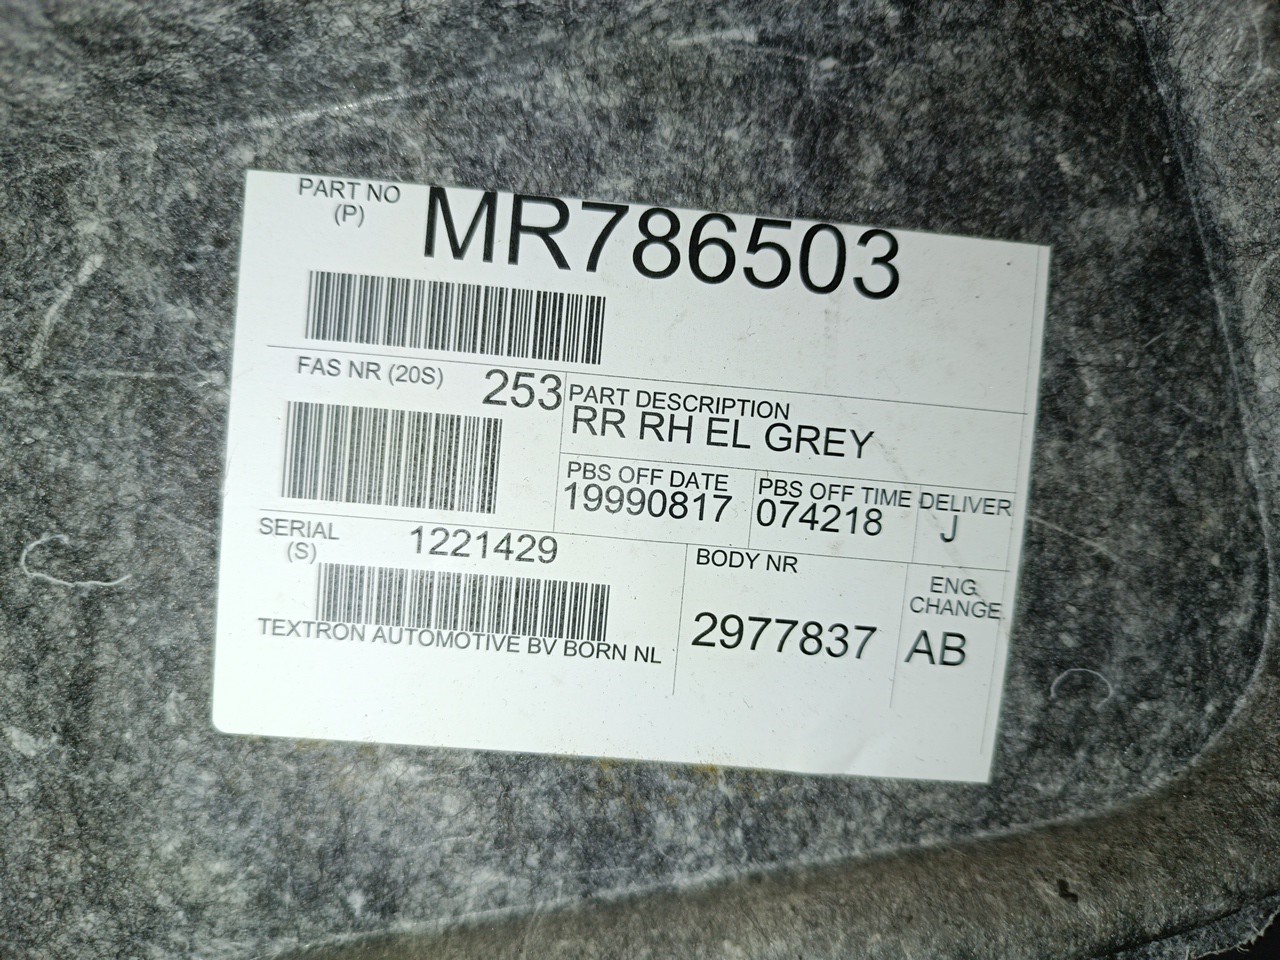 PART NO
(P)
MR786503
FAS NR (20S)
253
PART DESCRIPTION
RR RH EL GREY
PBS OFF DATE
19990817
PBS OFF TIME
074218
DELIVER
J
SERIAL
(S)
1221429
TEXTRON AUTOMOTIVE BV BORN NL
BODY NR
2977837
ENG
CHANGE
AB